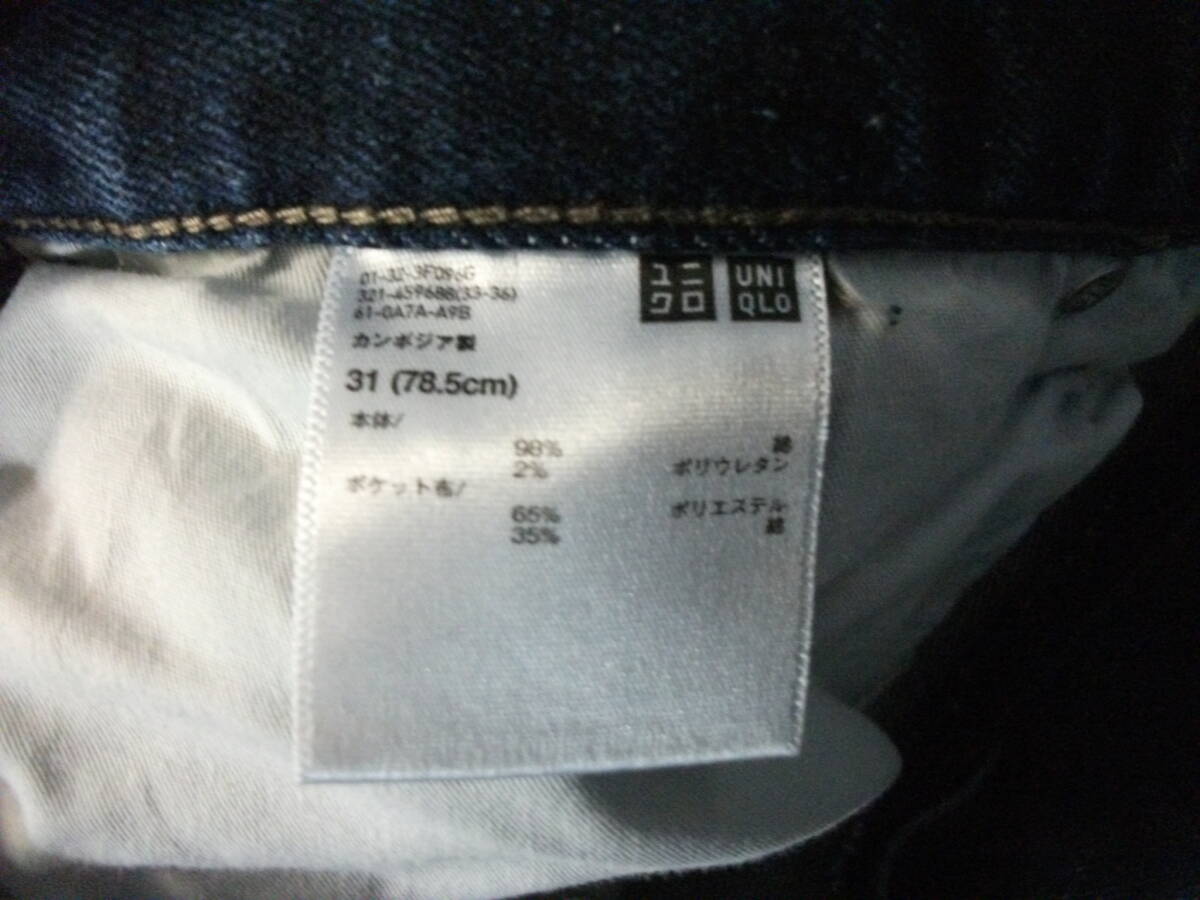 01-32-3F096G
321-459688(33-36)
61-0A7A-A9B
ユニ
クロ
UNI
QLO
カンボジア製
31 (78.5cm)
本体/
98% 綿
2% ポリウレタン
ポケット布/
65% ポリエステル
35% 綿